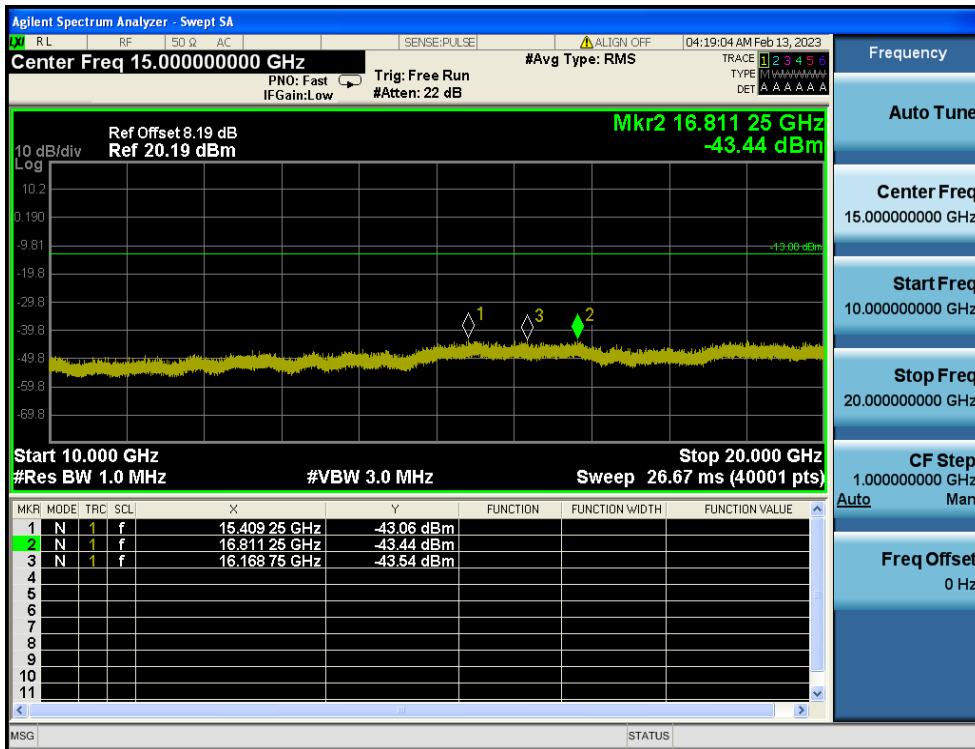 Agilent Spectrum Analyzer - Swept SA
LXI RL RF 50 Ω AC SENSE:PULSE ALIGN OFF 04:19:04 AM Feb 13, 2023
Center Freq 15.000000000 GHz
#Avg Type: RMS
TRACE 1 2 3 4 5 6
PNO: Fast
Trig: Free Run
TYPE M W W W W W
IFGain:Low
#Atten: 22 dB
DET A A A A A A
Mkr2 16.811 25 GHz
-43.44 dBm
Ref Offset 8.19 dB
10 dB/div Ref 20.19 dBm
Log
10.2
0.190
-9.81
-13.00 dBm
-19.8
-29.8
-39.8
-49.8
-59.8
-69.8
1
3
2
Start 10.000 GHz Stop 20.000 GHz
#Res BW 1.0 MHz #VBW 3.0 MHz Sweep 26.67 ms (40001 pts)
MKR MODE TRC SCL X Y FUNCTION FUNCTION WIDTH FUNCTION VALUE
1 N 1 f 15.409 25 GHz -43.06 dBm
2 N 1 f 16.811 25 GHz -43.44 dBm
3 N 1 f 16.168 75 GHz -43.54 dBm
4
5
6
7
8
9
10
11
MSG STATUS
Frequency
Auto Tune
Center Freq
15.000000000 GHz
Start Freq
10.000000000 GHz
Stop Freq
20.000000000 GHz
CF Step
1.000000000 GHz
Auto Man
Freq Offset
0 Hz